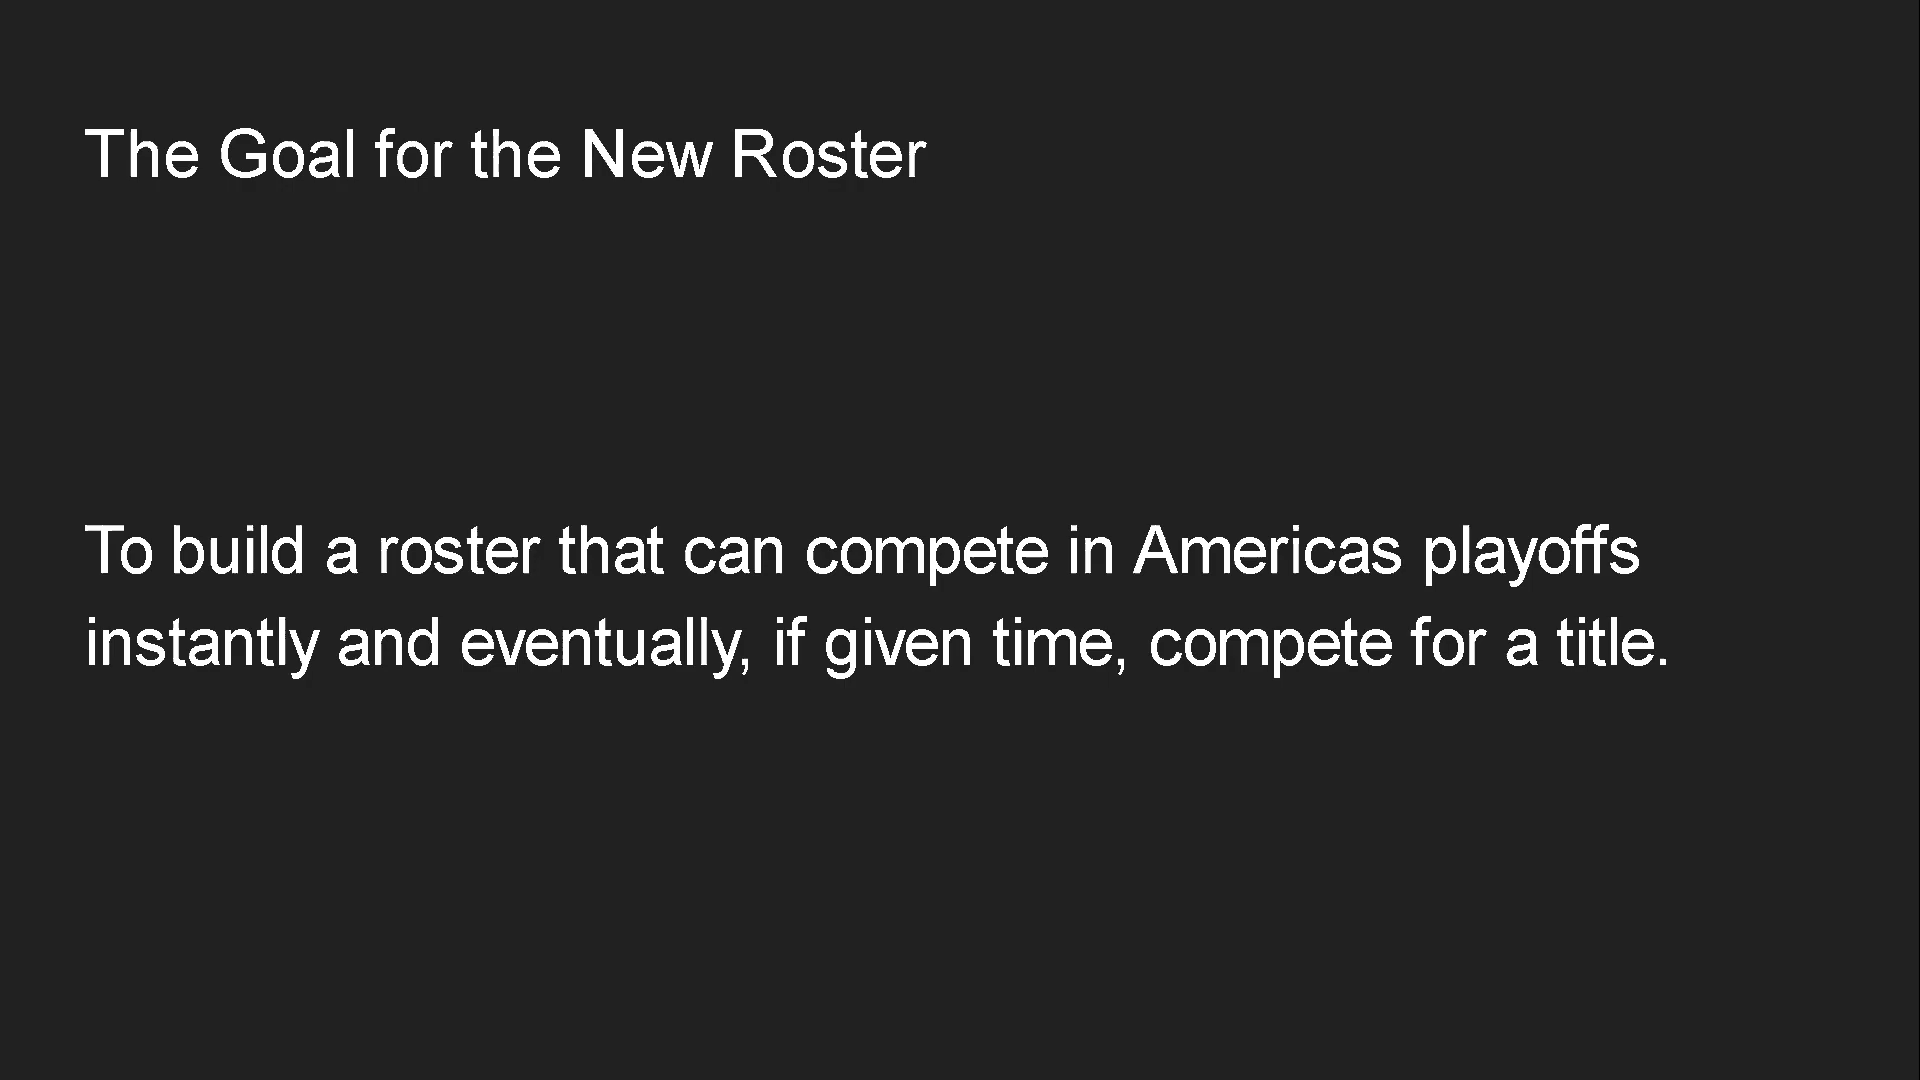 The Goal for the New Roster
To build a roster that can compete in Americas playoffs
instantly and eventually, if given time, compete for a title.